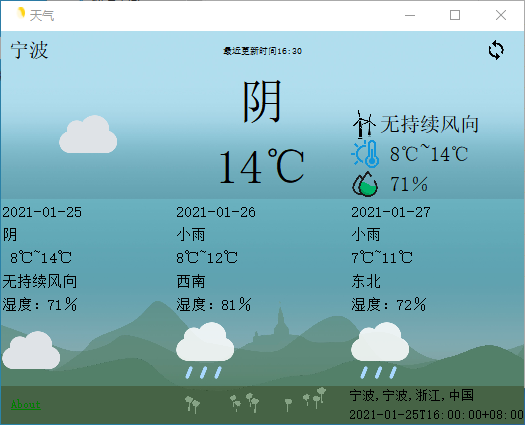 天气
宁波
最近更新时间16:30
阴
14℃
无持续风向
8℃~14℃
71%
2021-01-25
阴
8℃~14℃
无持续风向
湿度：71%
2021-01-26
小雨
8℃~12℃
西南
湿度：81%
2021-01-27
小雨
7℃~11℃
东北
湿度：72%
About
宁波,宁波,浙江,中国
2021-01-25T16:00:00+08:00